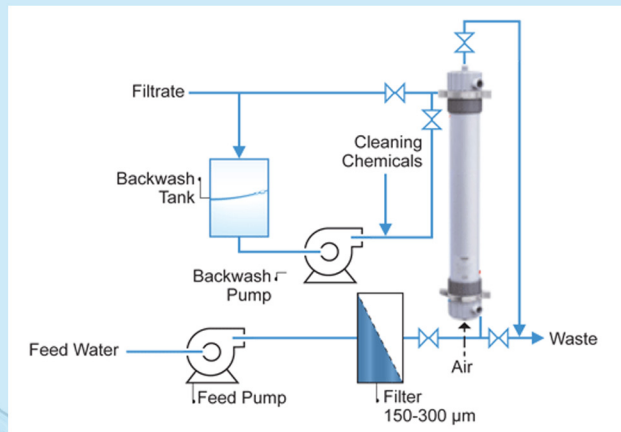 Filtrate
Cleaning
Chemicals
Backwash
Tank
Backwash
Pump
Feed Water
Feed Pump
Filter
150-300 µm
Air
Waste